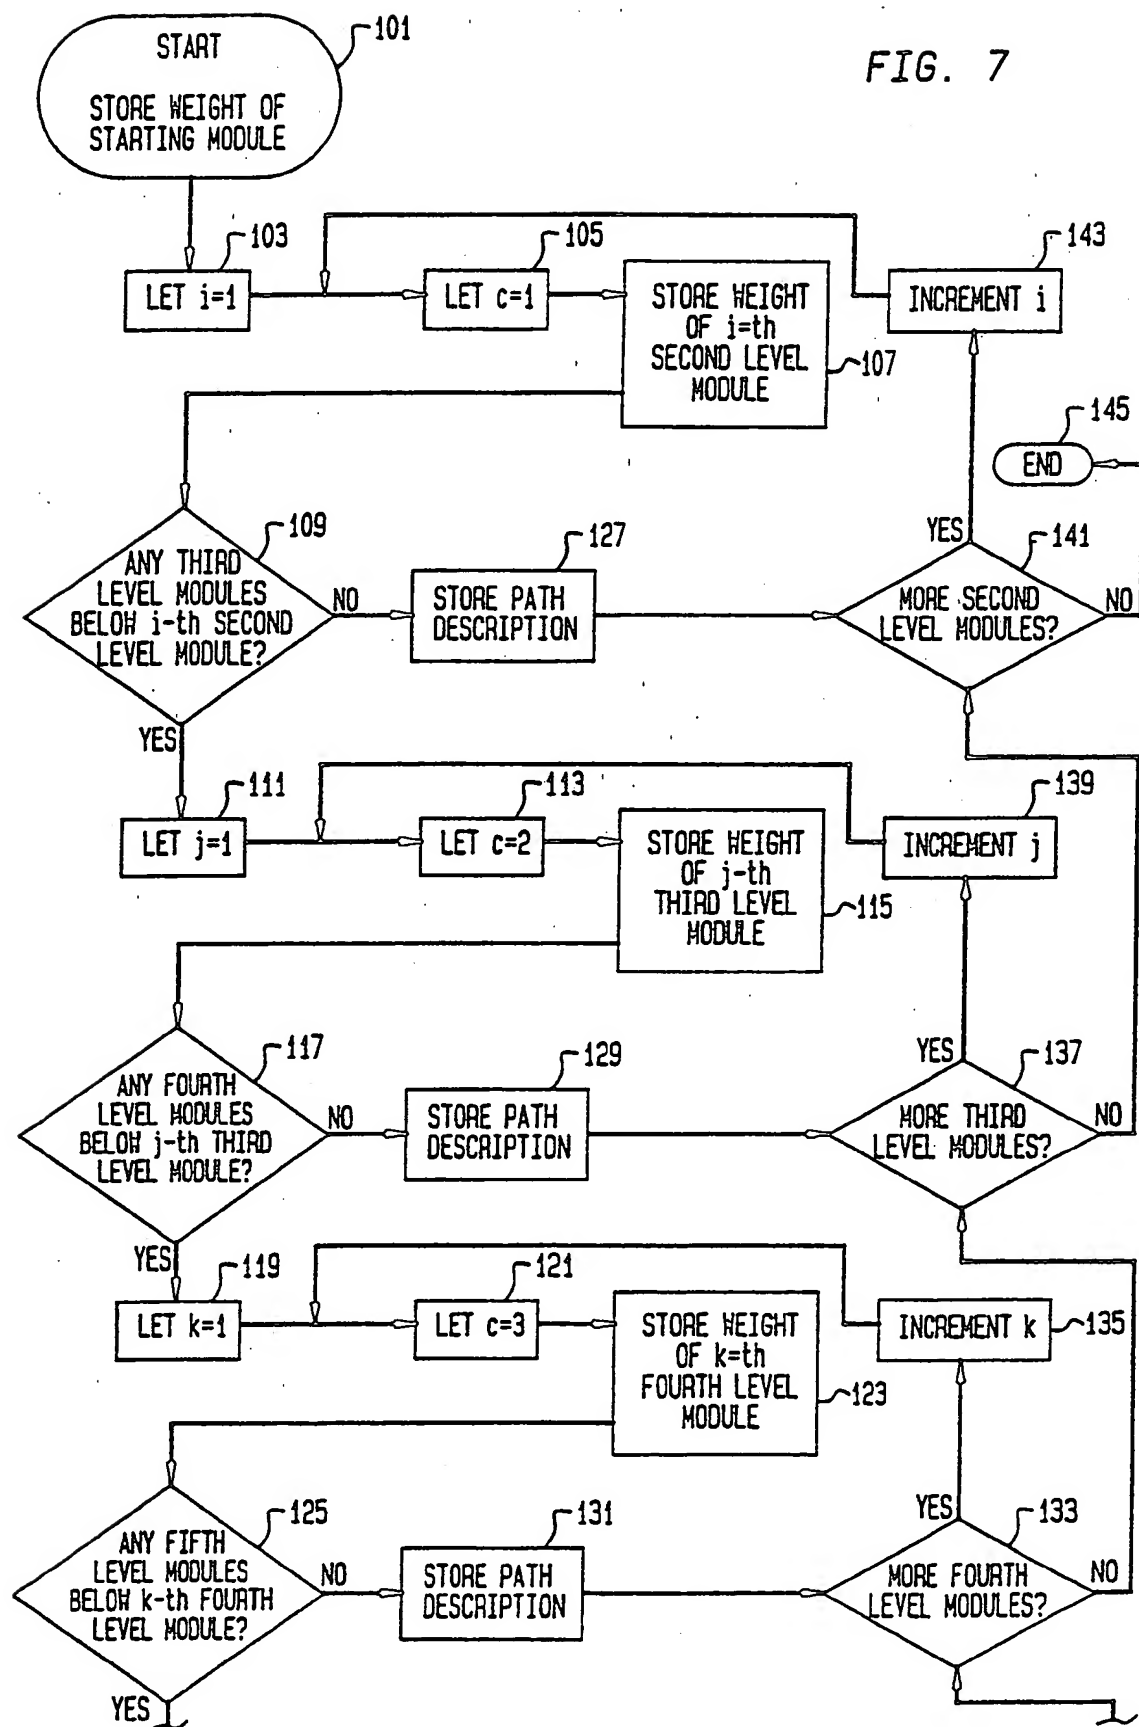 FIG. 7
START
STORE WEIGHT OF
STARTING MODULE
101
103
LET i=1
105
LET c=1
STORE WEIGHT
OF i=th
SECOND LEVEL
MODULE
107
143
INCREMENT i
145
END
109
ANY THIRD
LEVEL MODULES
BELOW i-th SECOND
LEVEL MODULE?
NO
YES
127
STORE PATH
DESCRIPTION
YES
141
MORE SECOND
LEVEL MODULES?
NO
111
LET j=1
113
LET c=2
STORE WEIGHT
OF j-th
THIRD LEVEL
MODULE
115
139
INCREMENT j
117
ANY FOURTH
LEVEL MODULES
BELOW j-th THIRD
LEVEL MODULE?
NO
YES
129
STORE PATH
DESCRIPTION
YES
137
MORE THIRD
LEVEL MODULES?
NO
119
LET k=1
121
LET c=3
STORE WEIGHT
OF k=th
FOURTH LEVEL
MODULE
123
INCREMENT k
135
125
ANY FIFTH
LEVEL MODULES
BELOW k-th FOURTH
LEVEL MODULE?
NO
YES
131
STORE PATH
DESCRIPTION
YES
133
MORE FOURTH
LEVEL MODULES?
NO